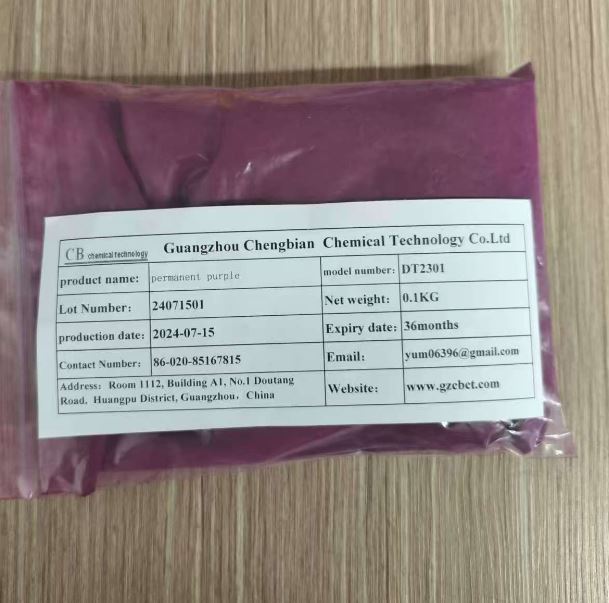 CB chemical technology Guangzhou Chengbian Chemical Technology Co.Ltd
product name: permanent purple model number: DT2301
Lot Number: 24071501 Net weight: 0.1KG
production date: 2024-07-15 Expiry date: 36months
Contact Number: 86-020-85167815 Email: yum06396@gmail.com
Address: Room 1112, Building A1, No.1 Doutang
Road, Huangpu District, Guangzhou, China
Website: www.gzcbct.com